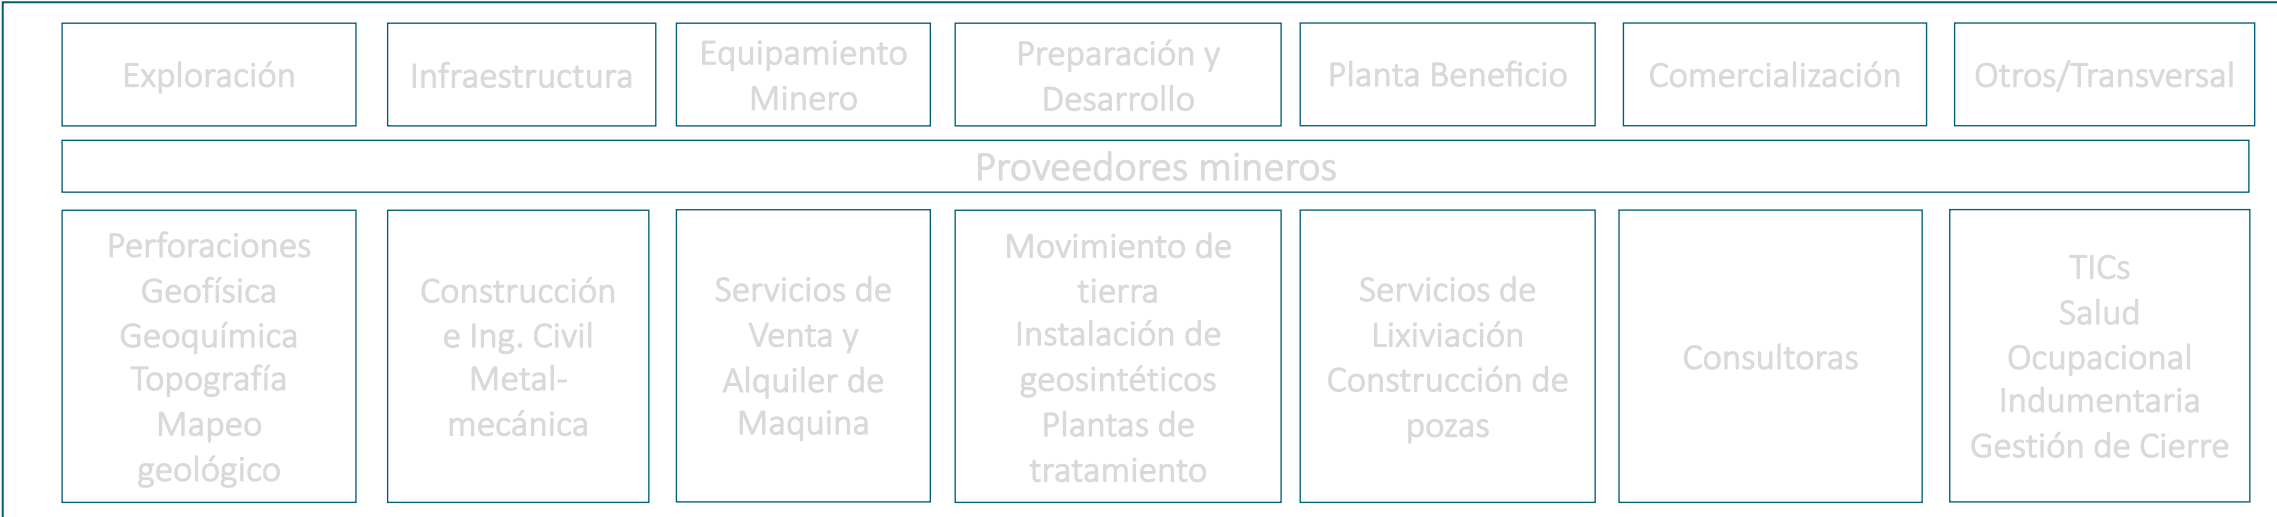 Exploración
Infraestructura
Equipamiento
Minero
Preparación y
Desarrollo
Planta Beneficio
Comercialización
Otros/Transversal
Proveedores mineros
Perforaciones
Geofísica
Geoquímica
Topografía
Mapeo
geológico
Construcción
e Ing. Civil
Metal-
mecánica
Servicios de
Venta y
Alquiler de
Maquina
Movimiento de
tierra
Instalación de
geosintéticos
Plantas de
tratamiento
Servicios de
Lixiviación
Construcción de
pozas
Consultoras
TICs
Salud
Ocupacional
Indumentaria
Gestión de Cierre